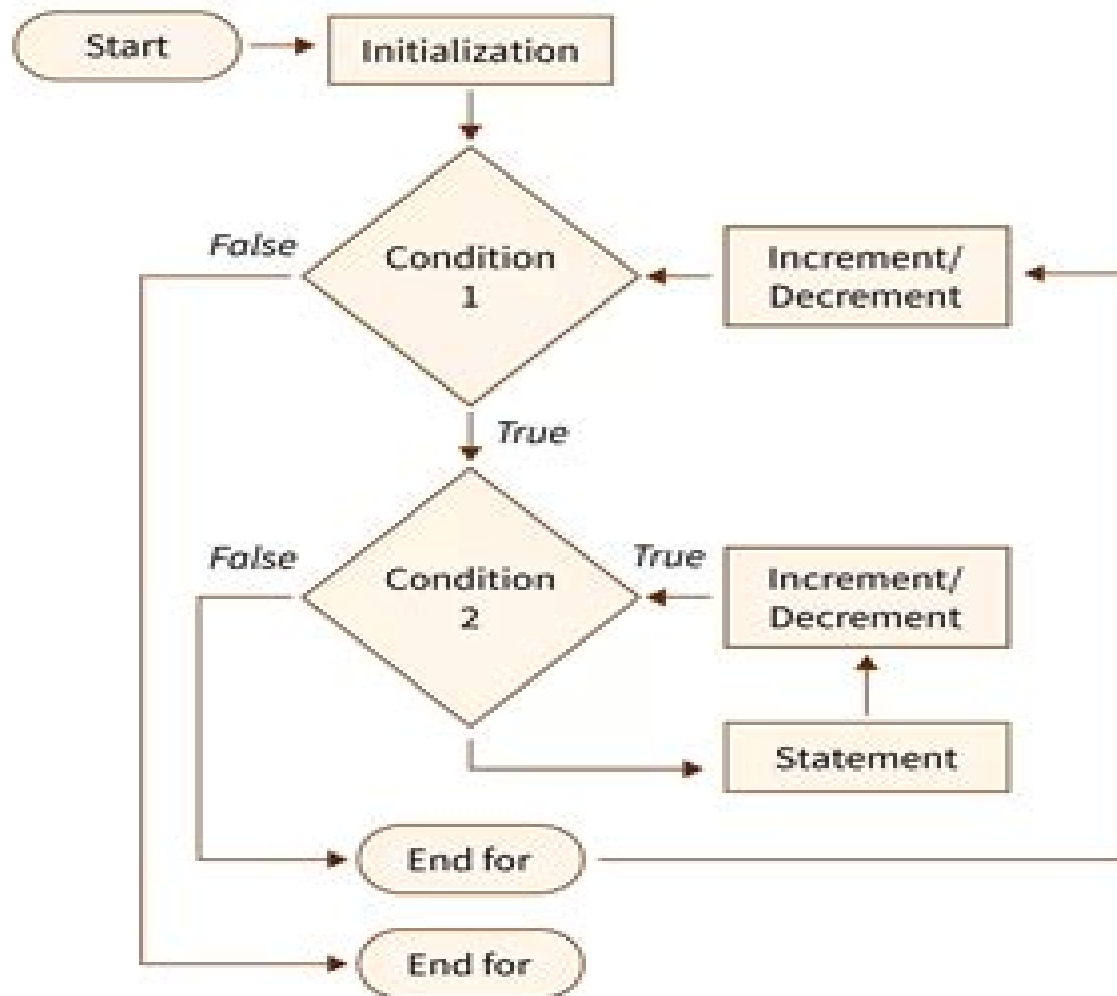 Start
Initialization
False
Condition
1
Increment/
Decrement
True
False
Condition
2
True
Increment/
Decrement
Statement
End for
End for